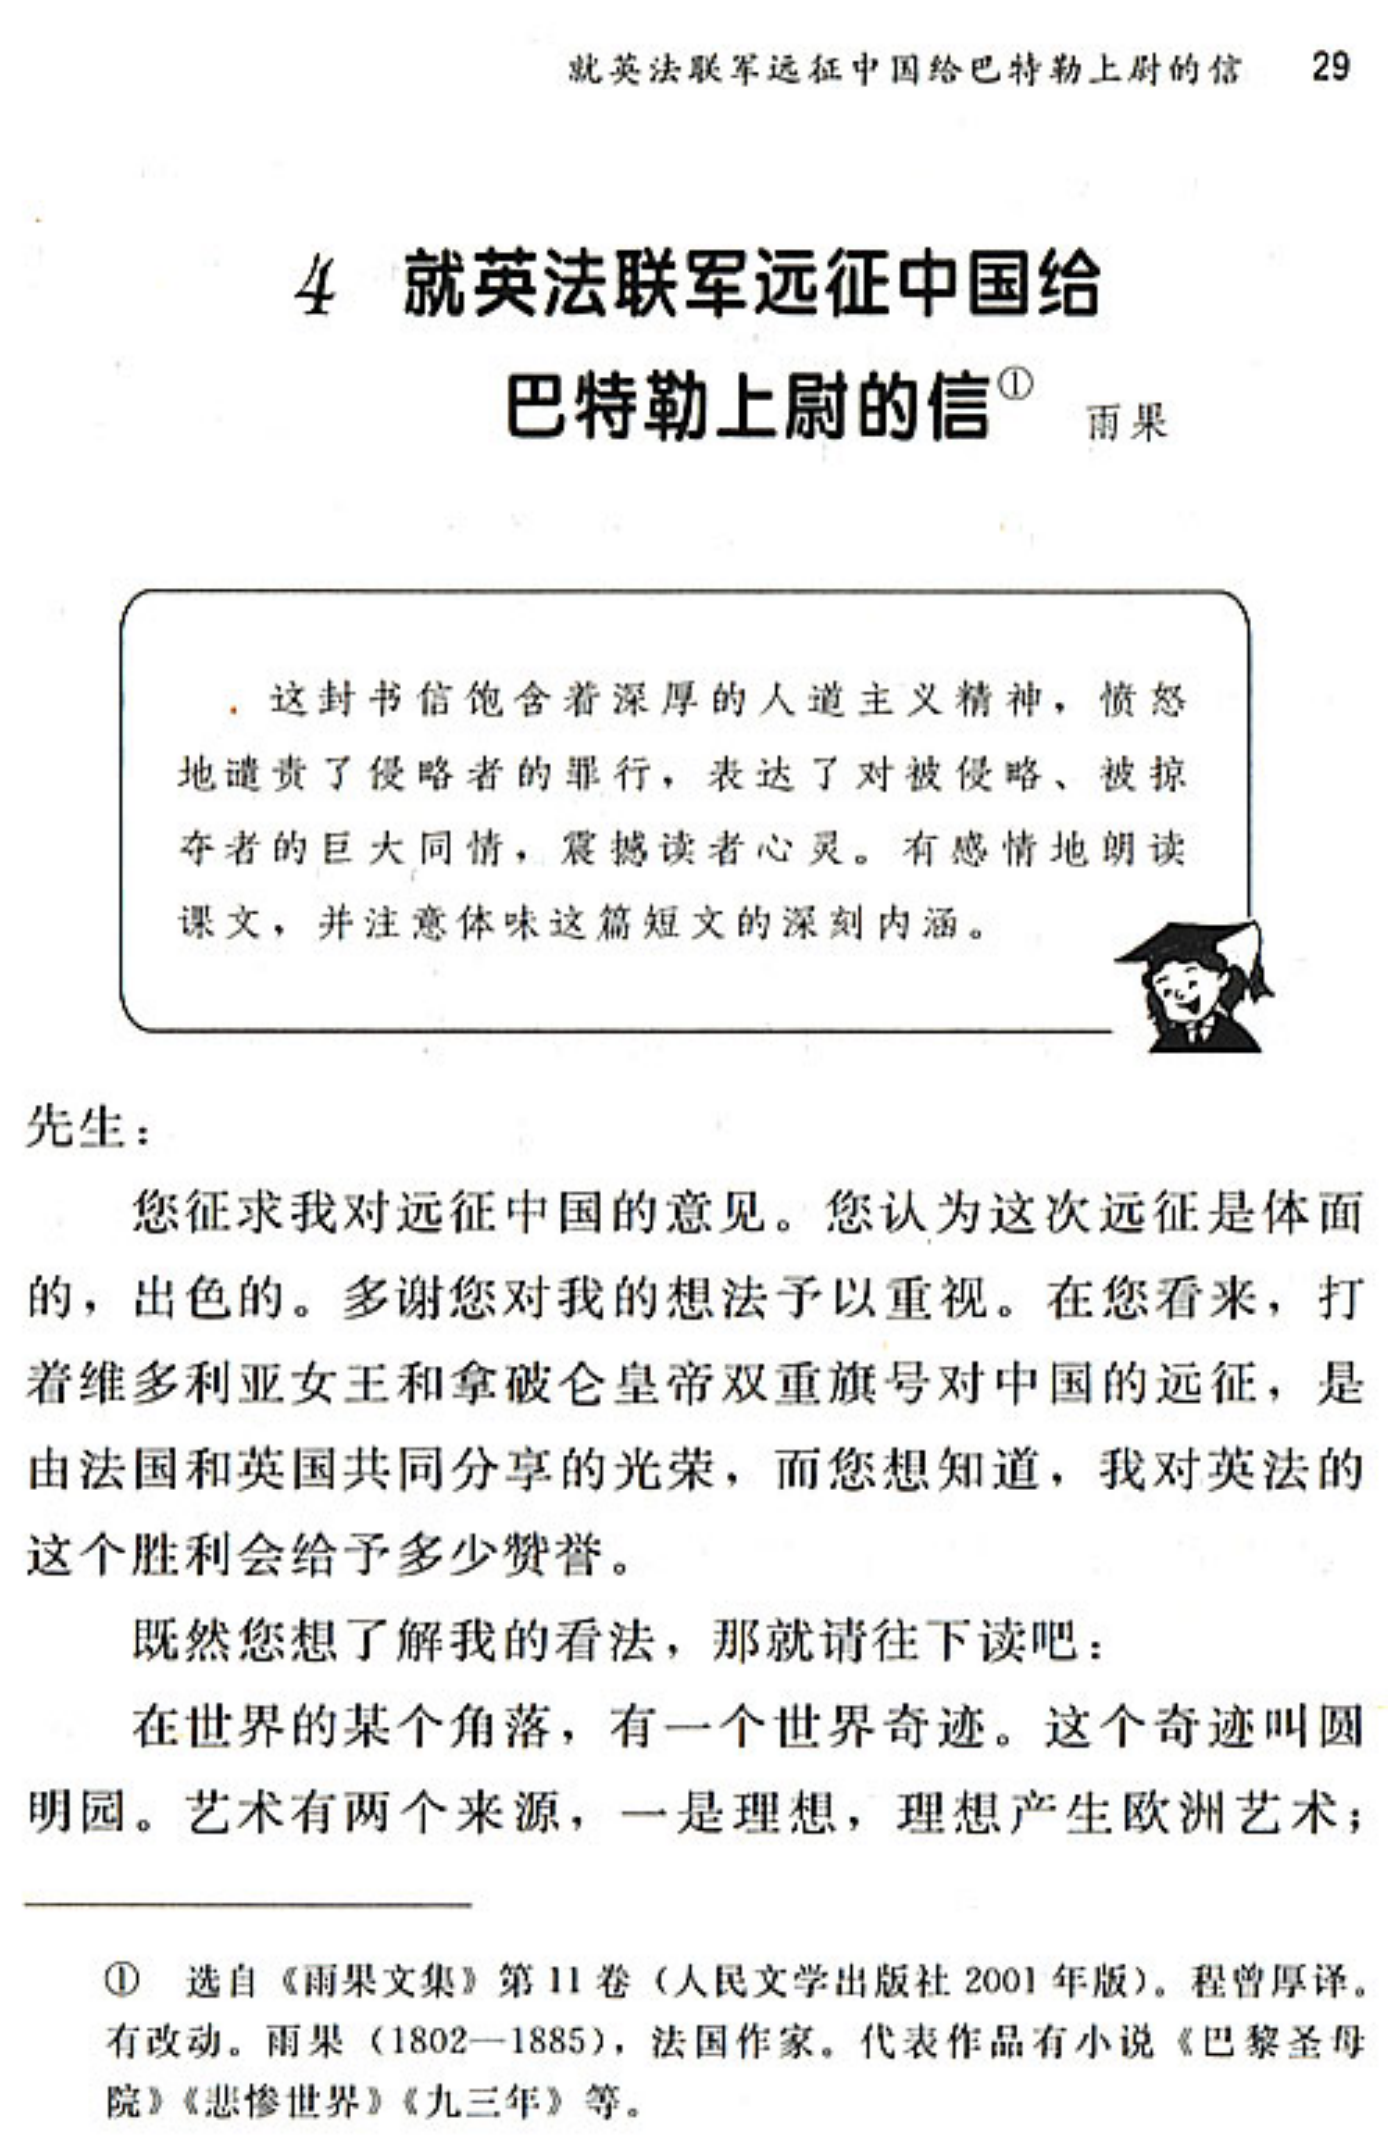 就英法联军远征中国给巴特勒上尉的信 29
4 就英法联军远征中国给
巴特勒上尉的信① 雨果
这封书信饱含着深厚的人道主义精神，愤怒
地谴责了侵略者的罪行，表达了对被侵略、被掠
夺者的巨大同情，震撼读者心灵。有感情地朗读
课文，并注意体味这篇短文的深刻内涵。
先生：
您征求我对远征中国的意见。您认为这次远征是体面
的，出色的。多谢您对我的想法予以重视。在您看来，打
着维多利亚女王和拿破仑皇帝双重旗号对中国的远征，是
由法国和英国共同分享的光荣，而您想知道，我对英法的
这个胜利会给予多少赞誉。
既然您想了解我的看法，那就请往下读吧：
在世界的某个角落，有一个世界奇迹。这个奇迹叫圆
明园。艺术有两个来源，一是理想，理想产生欧洲艺术；
① 选自《雨果文集》第 11 卷（人民文学出版社 2001 年版）。程曾厚译。
有改动。雨果（1802—1885），法国作家。代表作品有小说《巴黎圣母
院》《悲惨世界》《九三年》等。